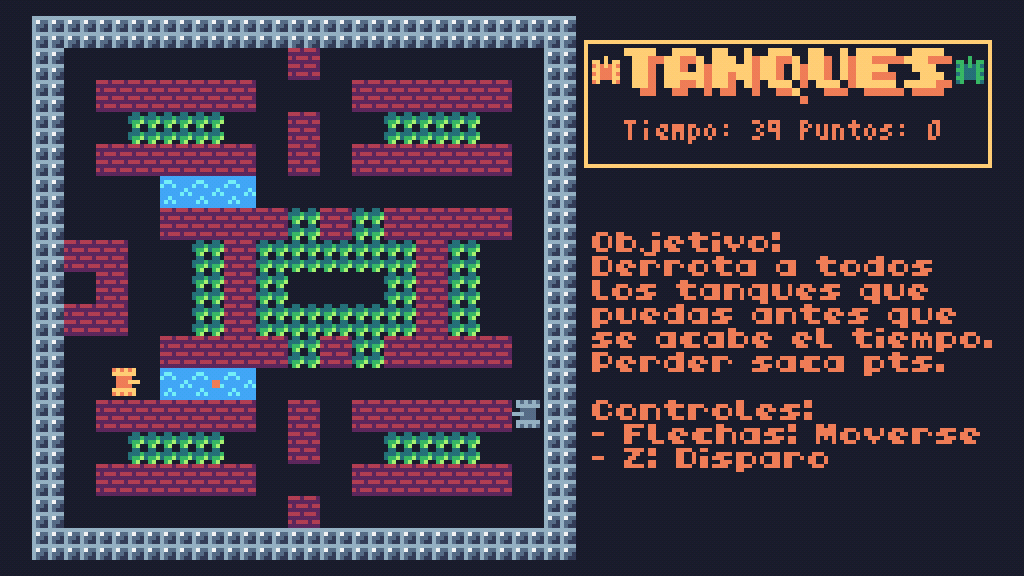 TANQUES
Tiempo: 39 Puntos: 0
Objetivo:
Derrota a todos
los tanques que
puedas antes que
se acabe el tiempo.
Perder saca pts.
Controles:
- Flechas: Moverse
- Z: Disparo